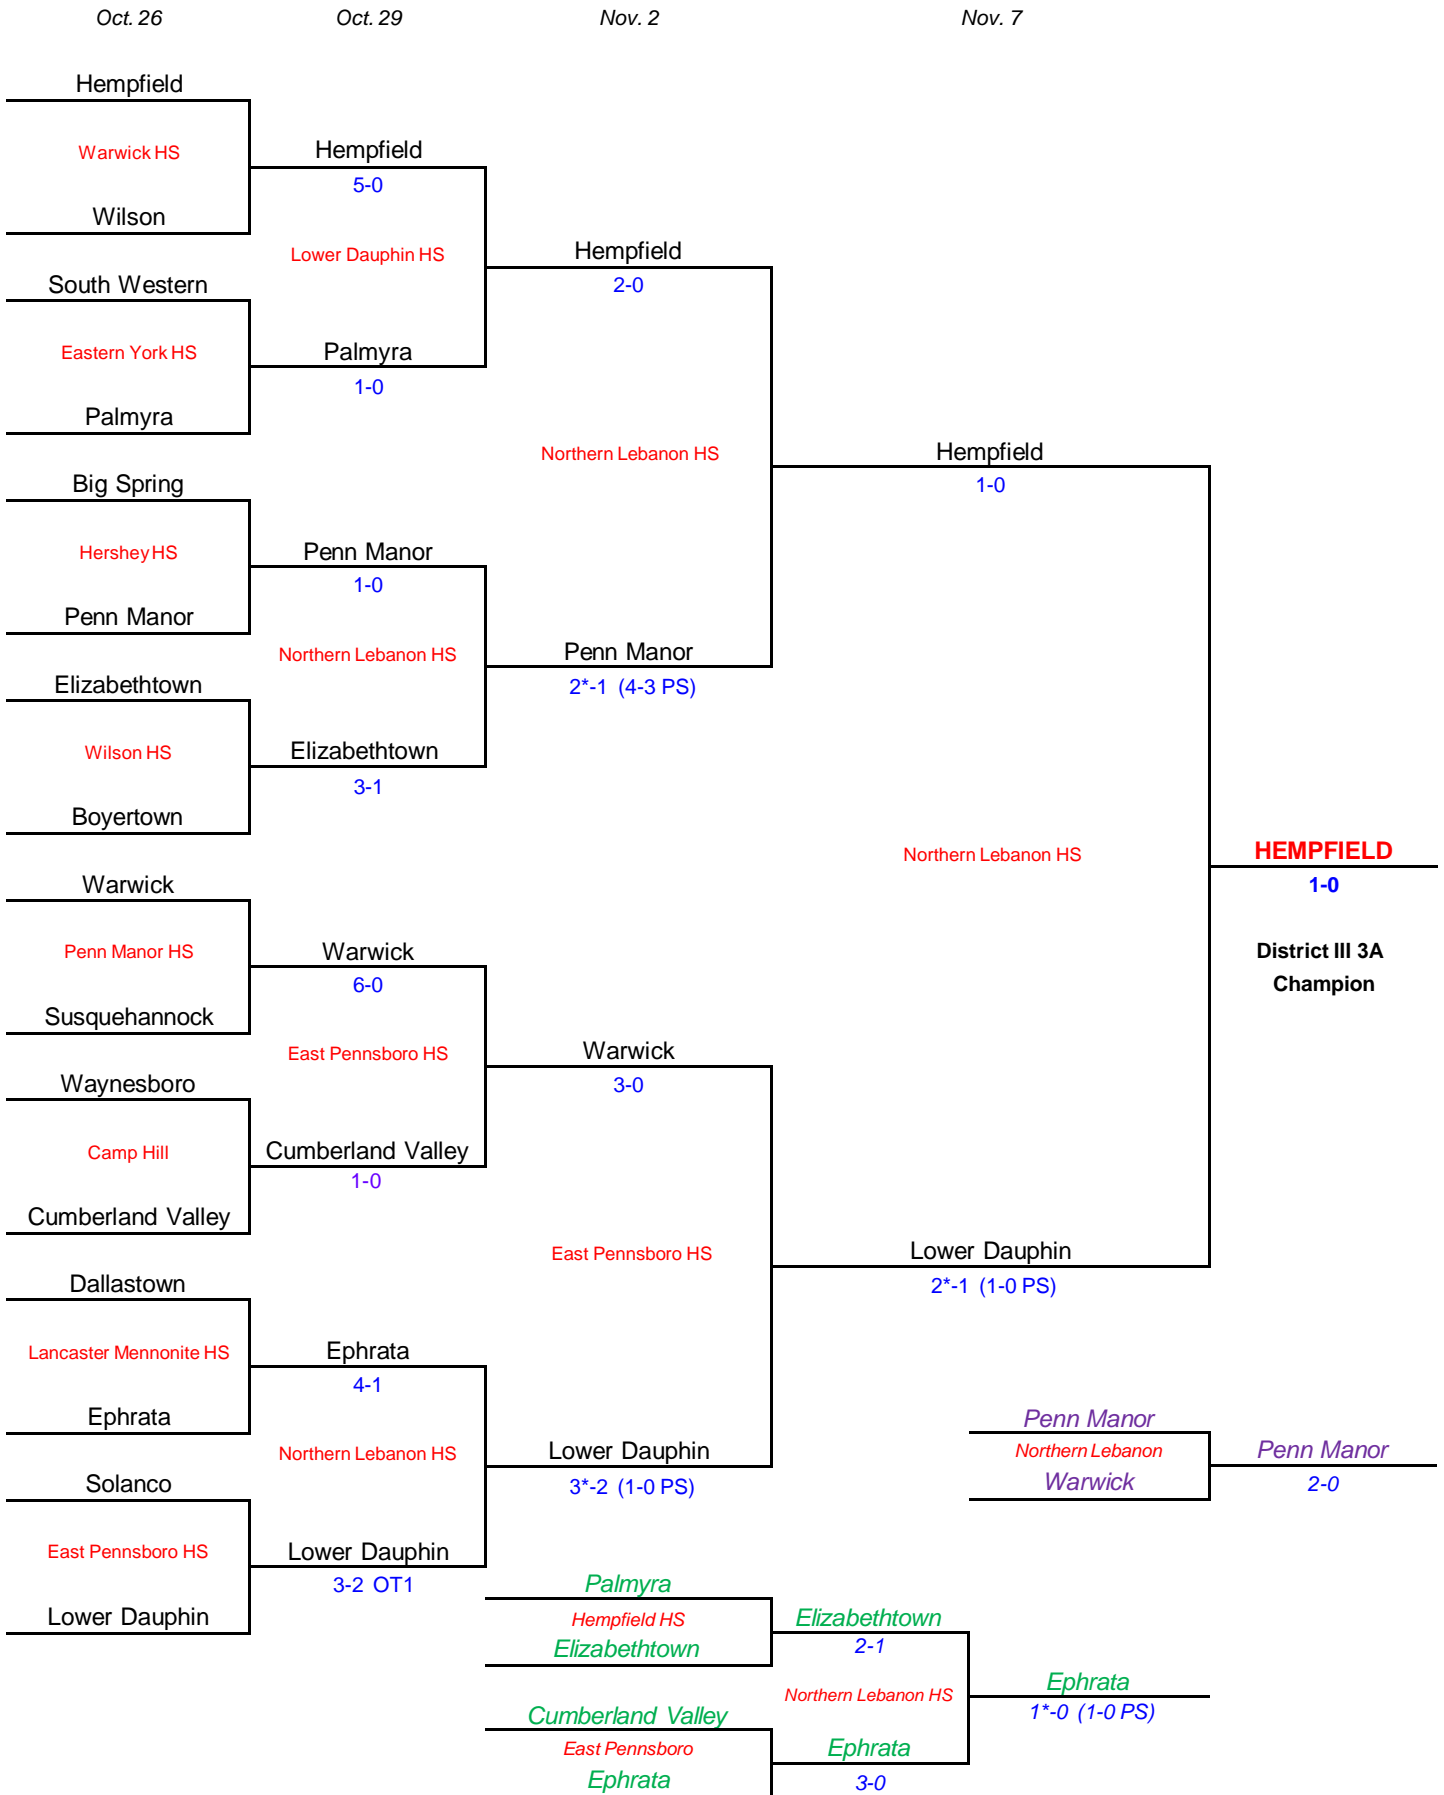 Oct. 26 Oct. 29 Nov. 2 Nov. 7
Hempfield
Warwick HS
Hempfield
5-0
Wilson
Lower Dauphin HS
Hempfield
2-0
South Western
Eastern York HS
Palmyra
1-0
Palmyra
Northern Lebanon HS
Hempfield
1-0
Big Spring
Hershey HS
Penn Manor
1-0
Penn Manor
Northern Lebanon HS
Penn Manor
2*-1 (4-3 PS)
Elizabethtown
Wilson HS
Elizabethtown
3-1
Boyertown
Northern Lebanon HS
HEMPFIELD
1-0
District III 3A
Champion
Warwick
Penn Manor HS
Warwick
6-0
Susquehannock
East Pennsboro HS
Warwick
3-0
Waynesboro
Camp Hill
Cumberland Valley
1-0
Cumberland Valley
East Pennsboro HS
Lower Dauphin
2*-1 (1-0 PS)
Dallastown
Lancaster Mennonite HS
Ephrata
4-1
Ephrata
Northern Lebanon HS
Lower Dauphin
3*-2 (1-0 PS)
Solanco
East Pennsboro HS
Lower Dauphin
3-2 OT1
Lower Dauphin
Penn Manor
Northern Lebanon
Warwick
Penn Manor
2-0
Palmyra
Hempfield HS
Elizabethtown
Elizabethtown
2-1
Northern Lebanon HS
Ephrata
1*-0 (1-0 PS)
Cumberland Valley
East Pennsboro
Ephrata
Ephrata
3-0